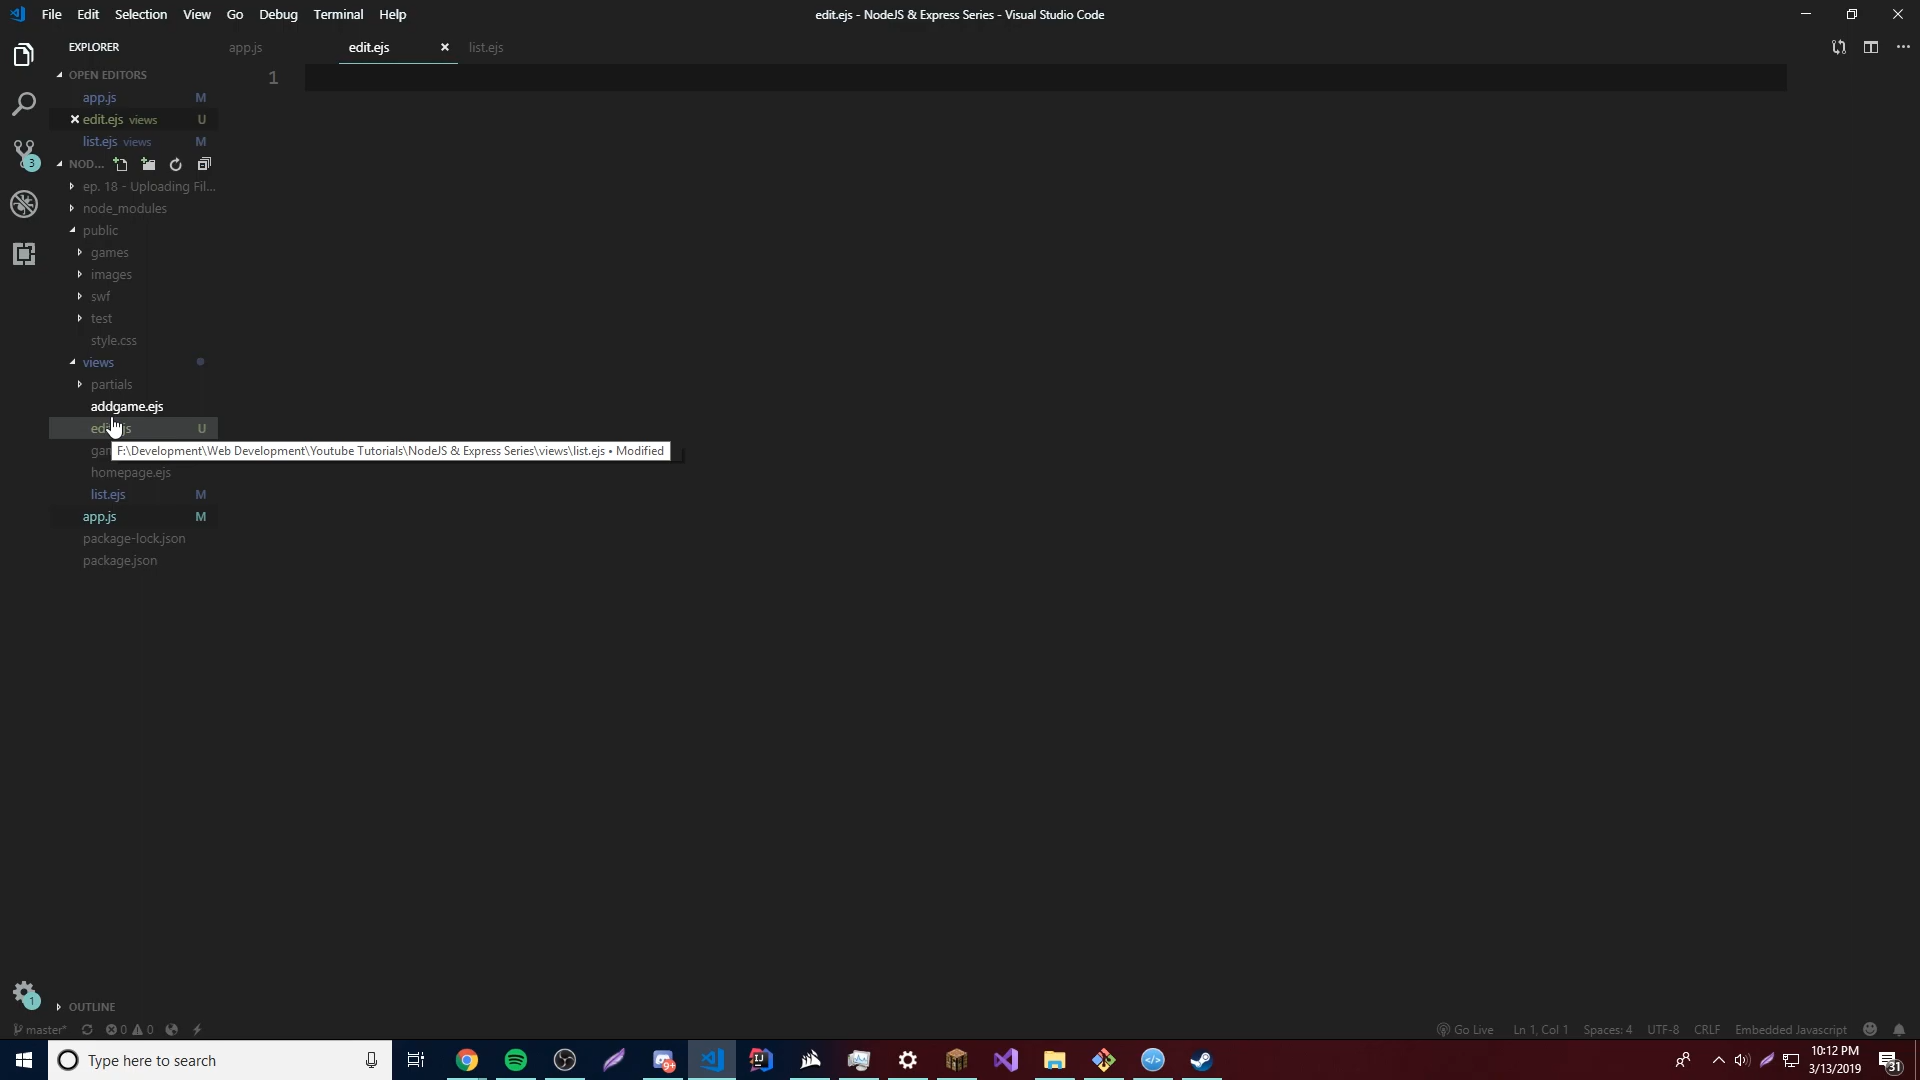 File Edit Selection View Go Debug Terminal Help
edit.ejs - NodeJS & Express Series - Visual Studio Code
EXPLORER
app.js
edit.ejs
list.ejs
OPEN EDITORS
app.js M
edit.ejs views U
list.ejs views M
1
NOD...
ep. 18 - Uploading Fil...
node_modules
public
games
images
swf
test
style.css
views
partials
addgame.ejs
U
F:\Development\Web Development\Youtube Tutorials\NodeJS & Express Series\views\list.ejs • Modified
homepage.ejs
list.ejs M
app.js M
package-lock.json
package.json
3
1
OUTLINE
master*
0 0
Go Live
Ln 1, Col 1
Spaces: 4
UTF-8
CRLF
Embedded Javascript
Type here to search
9+
10:12 PM
3/13/2019
31